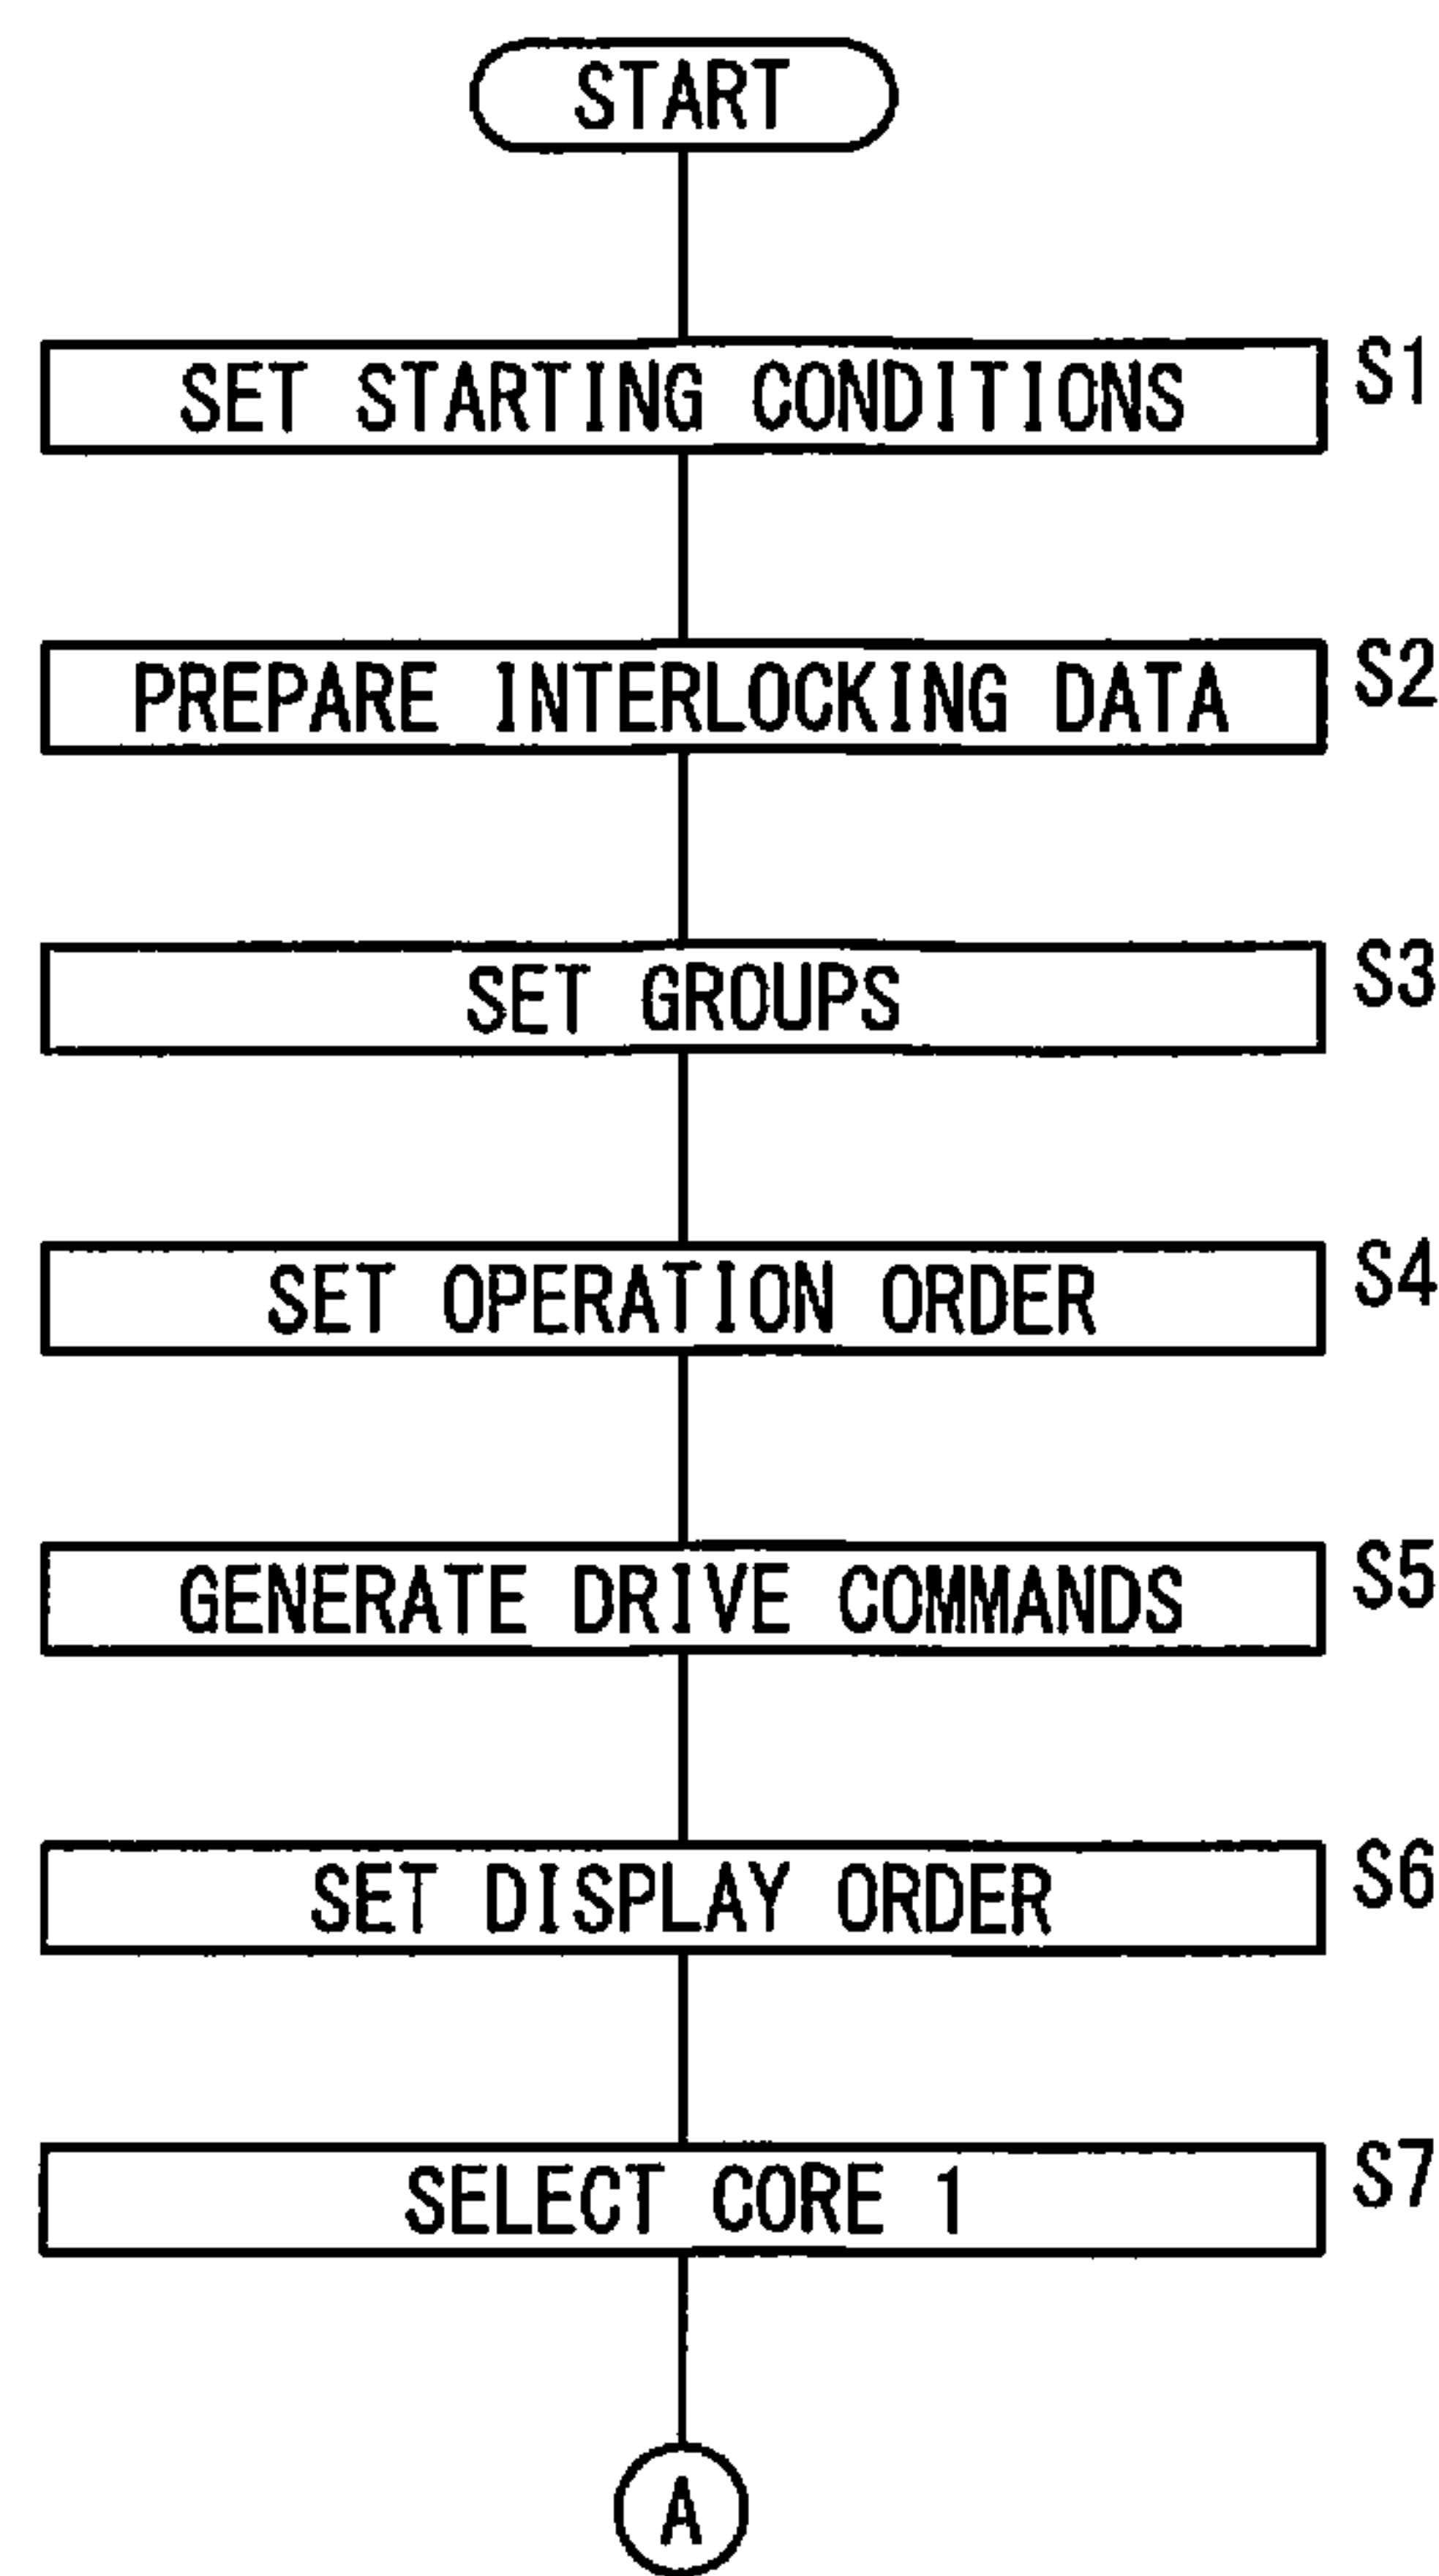 START
SET STARTING CONDITIONS S1
PREPARE INTERLOCKING DATA S2
SET GROUPS S3
SET OPERATION ORDER S4
GENERATE DRIVE COMMANDS S5
SET DISPLAY ORDER S6
SELECT CORE 1 S7
A